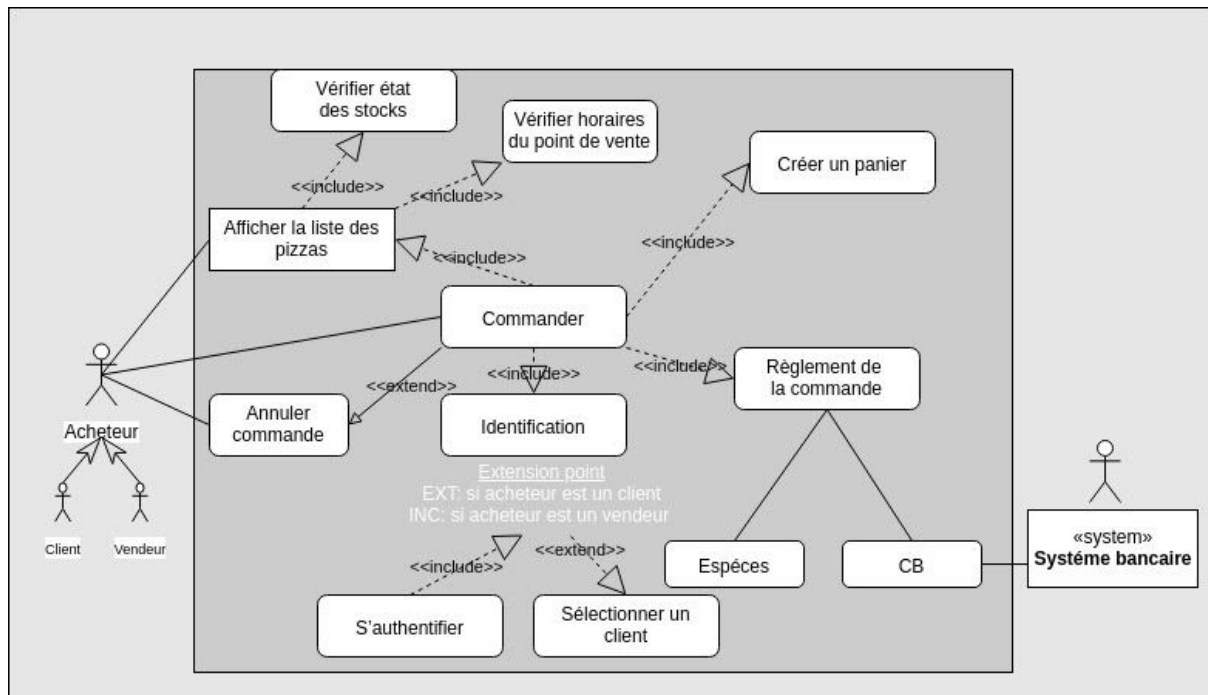 Vérifier état
des stocks
Vérifier horaires
du point de vente
Créer un panier
<<include>>
<<include>>
Afficher la liste des
pizzas
<<include>>
<<include>>
Commander
Règlement de
la commande
<<include>>
<<include>>
<<extend>>
Annuler
commande
Identification
Acheteur
Client
Vendeur
Extension point
EXT: si acheteur est un client
INC: si acheteur est un vendeur
«system»
Systéme bancaire
<<include>>
<<extend>>
Espéces
CB
S'authentifier
Sélectionner un
client